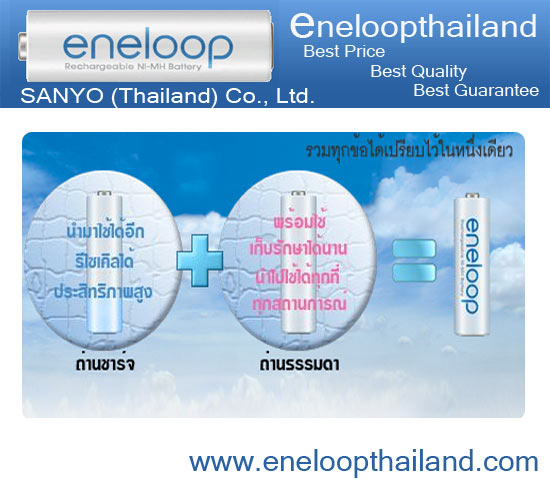 eneloop
Rechargeable Ni-MH Battery
SANYO (Thailand) Co., Ltd.
eneloopthailand
Best Price
Best Quality
Best Guarantee
รวมทุกข้อได้เปรียบไว้ในหนึ่งเดียว
นำมาใช้ได้อีก
รีไซเคิลได้
ประสิทธิภาพสูง
ถ่านชาร์จ
พร้อมใช้
เก็บรักษาได้นาน
นำไปใช้ได้ทุกที่
ทุกสถานการณ์
ถ่านธรรมดา
eneloop
www.eneloopthailand.com